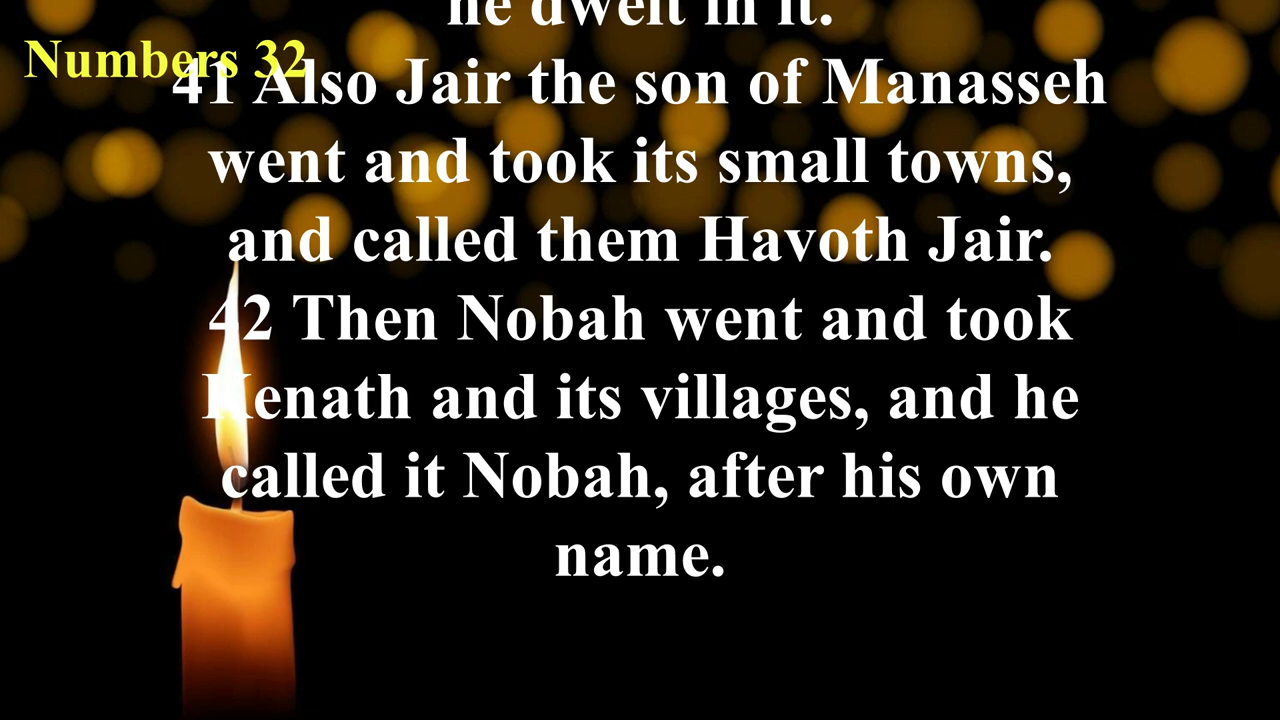 he dwelt in it.
Numbers 32
41 Also Jair the son of Manasseh
went and took its small towns,
and called them Havoth Jair.
42 Then Nobah went and took
Kenath and its villages, and he
called it Nobah, after his own
name.